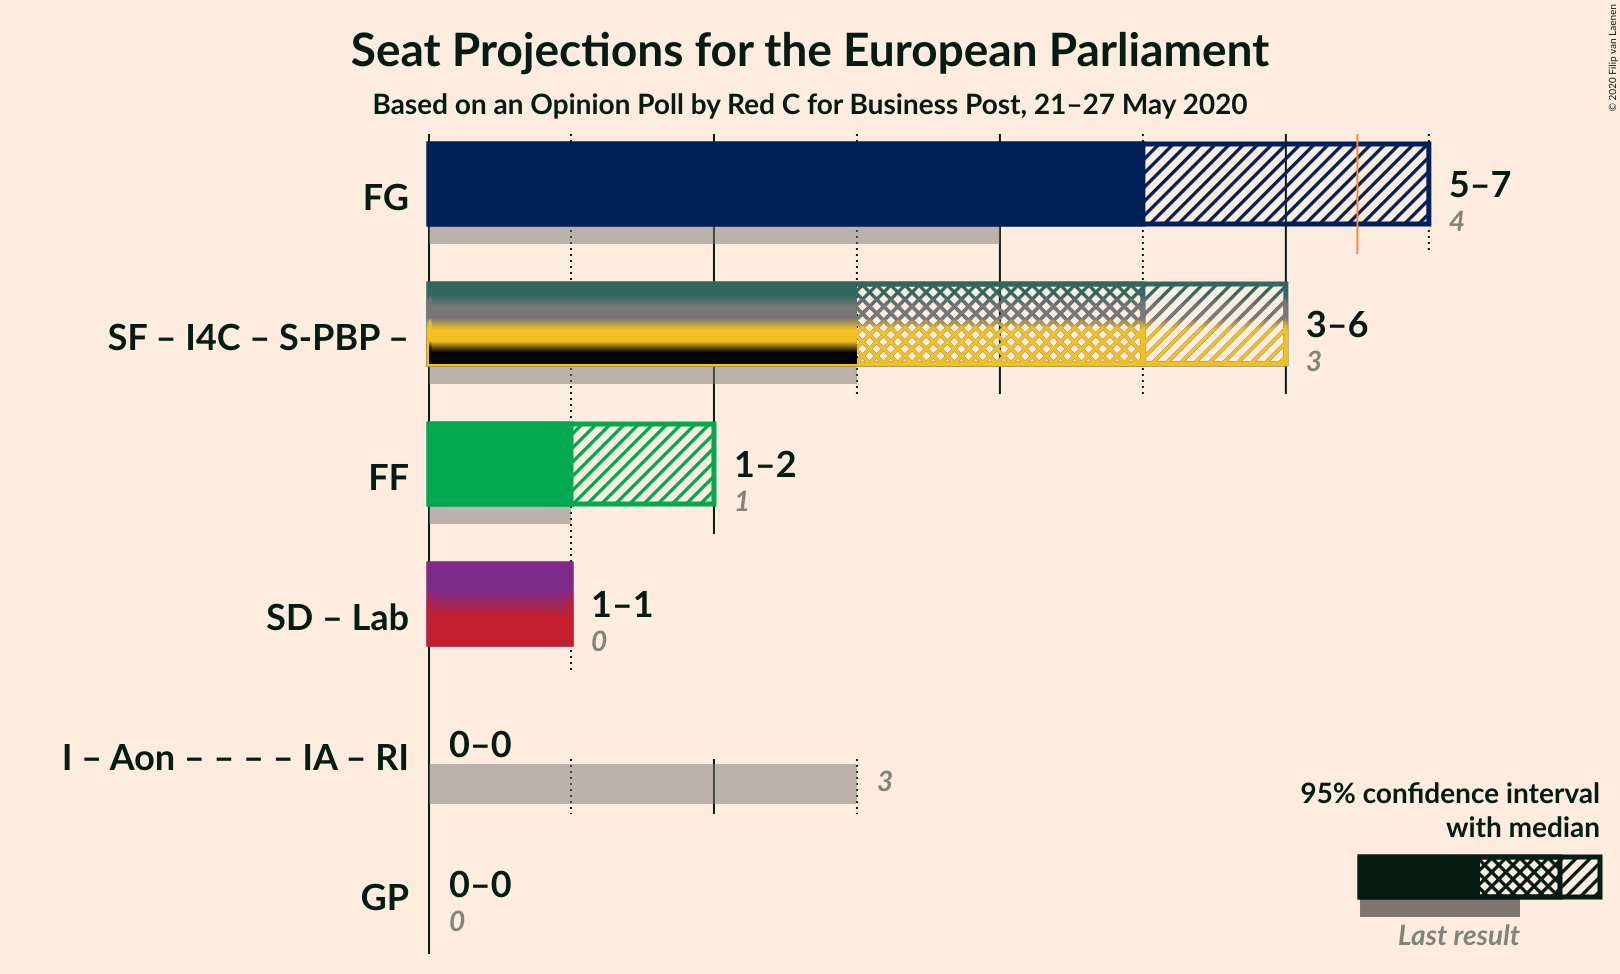 Seat Projections for the European Parliament
Based on an Opinion Poll by Red C for Business Post, 21–27 May 2020
© 2020 Filip van Laenen
FG
5–7
4
SF – I4C – S-PBP –
3–6
3
FF
1–2
1
SD – Lab
1–1
0
I – Aon – – – – IA – RI
0–0
3
GP
0–0
0
95% confidence interval
with median
Last result